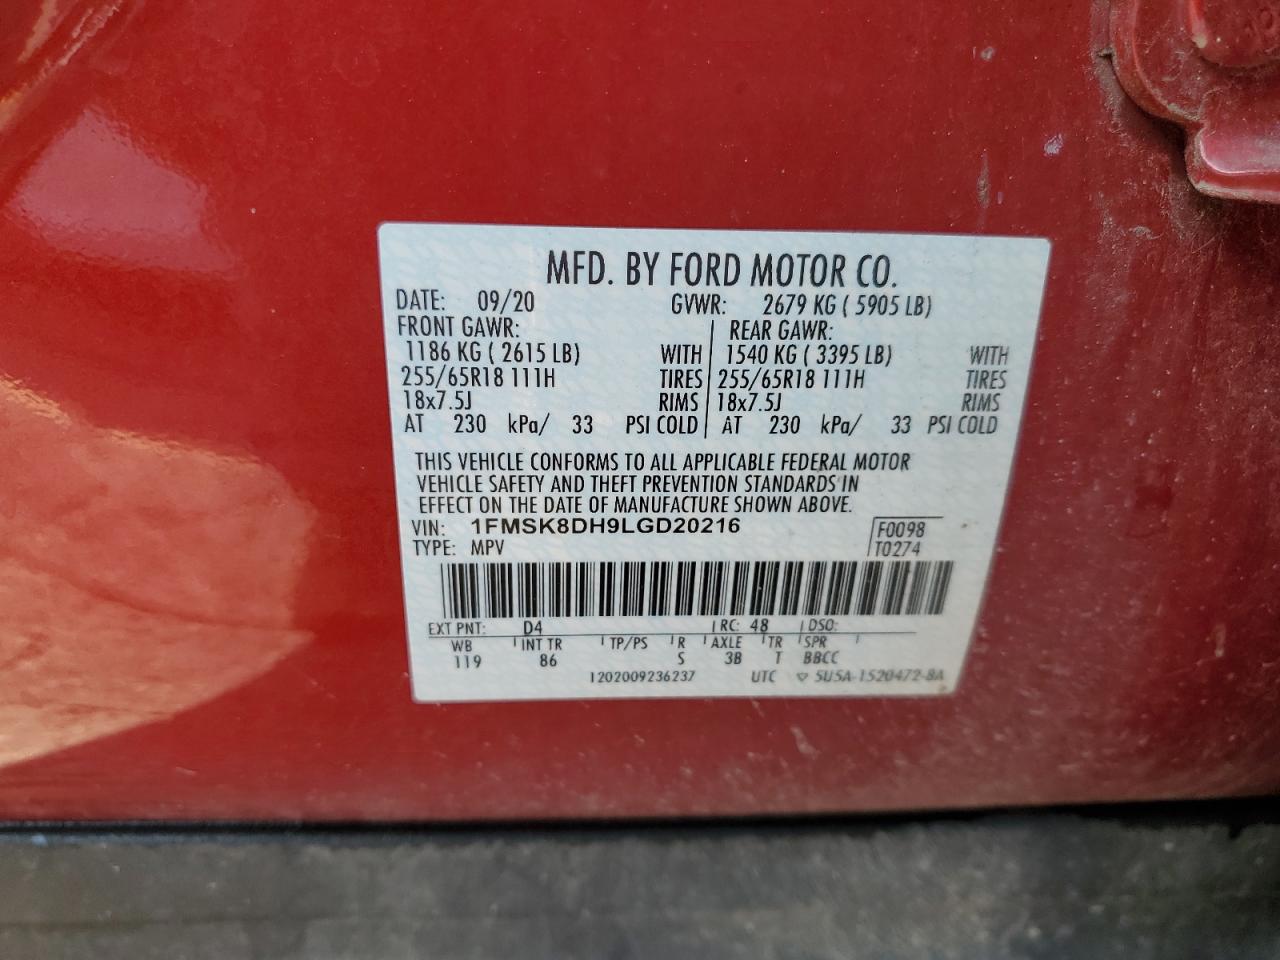 MFD. BY FORD MOTOR CO.
DATE: 09/20 GVWR: 2679 KG ( 5905 LB)
FRONT GAWR: REAR GAWR:
1186 KG ( 2615 LB) WITH 1540 KG ( 3395 LB) WITH
255/65R18 111H TIRES 255/65R18 111H TIRES
18x7.5J RIMS 18x7.5J RIMS
AT 230 kPa/ 33 PSI COLD AT 230 kPa/ 33 PSI COLD
THIS VEHICLE CONFORMS TO ALL APPLICABLE FEDERAL MOTOR
VEHICLE SAFETY AND THEFT PREVENTION STANDARDS IN
EFFECT ON THE DATE OF MANUFACTURE SHOWN ABOVE.
VIN: 1FMSK8DH9LGD20216 F0098
TYPE: MPV T0274
EXT PNT: D4 RC: 48 DSO:
WB INT TR TP/PS R AXLE TR SPR
119 86 S 3B T BBCC
1202009236237 UTC 5U5A-1520472-BA